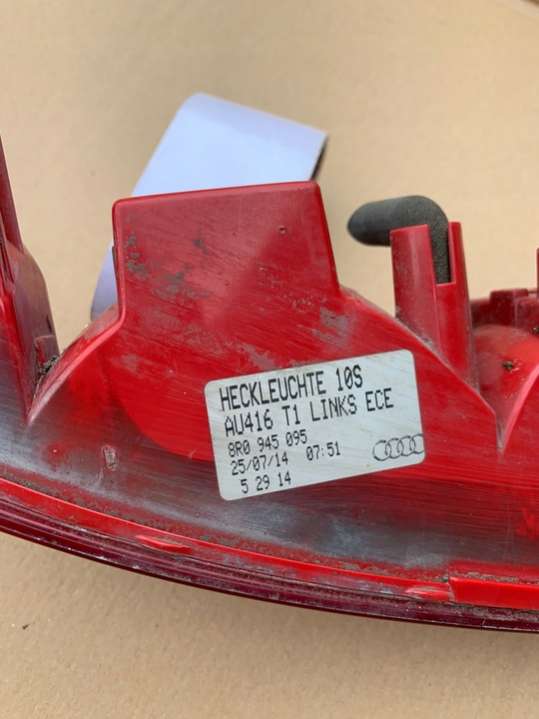 HECKLEUCHTE 10S
AU416 T1 LINKS ECE
8R0 945 095
25/07/14 07:51
5 29 14